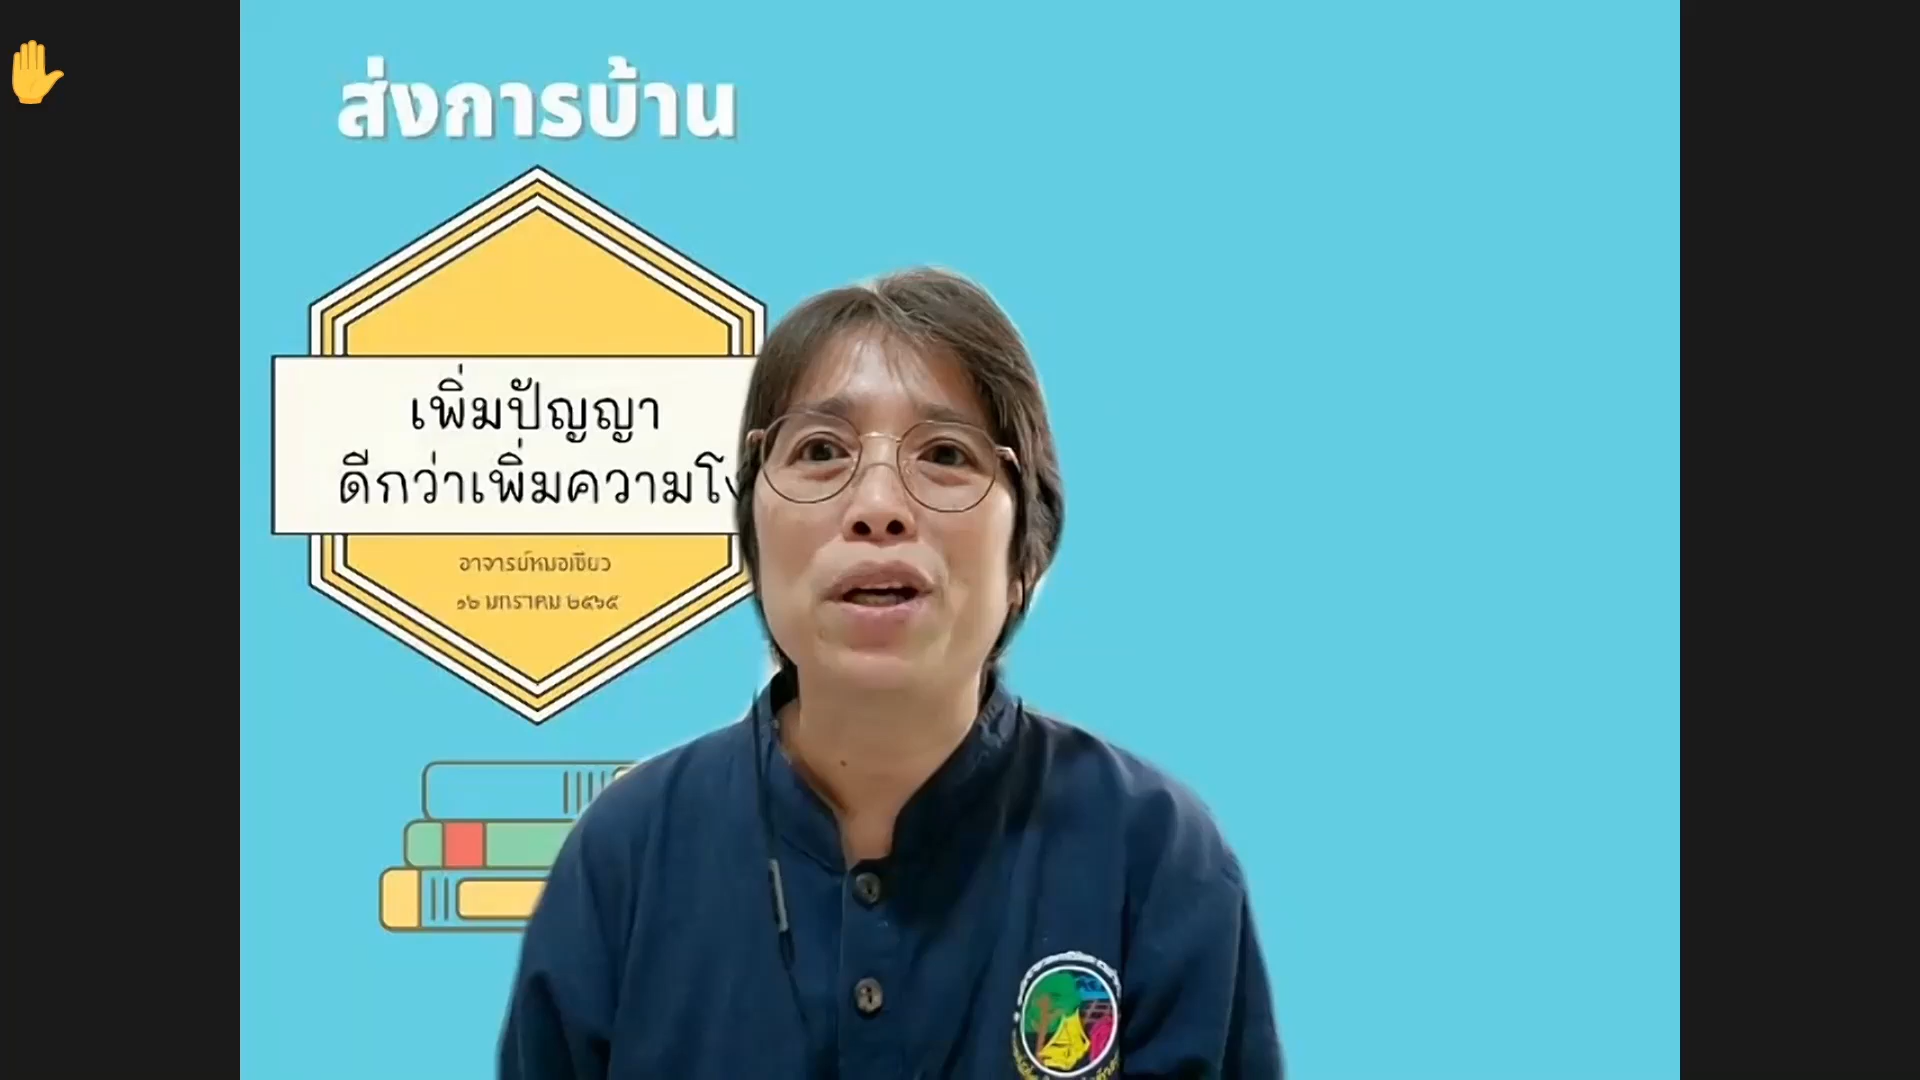 ส่งการบ้าน
เพิ่มปัญญา
ดีกว่าเพิ่มความโง
อาจารย์หมอเขียว
๑๖ มกราคม ๒๕๖๕